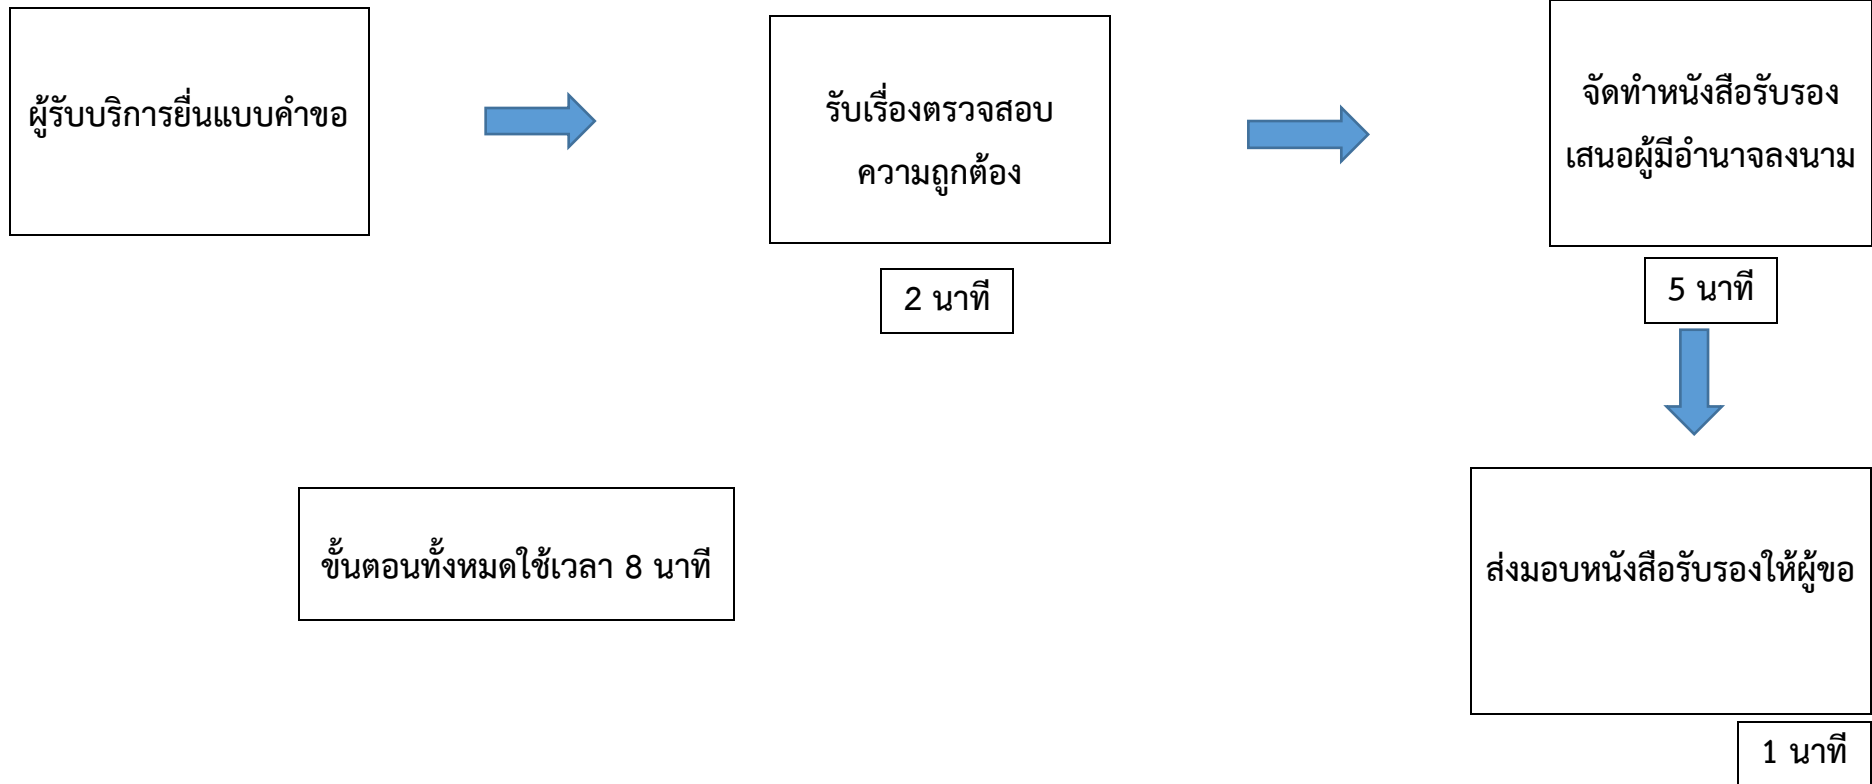 ผู้รับบริการยื่นแบบคำขอ
รับเรื่องตรวจสอบ
ความถูกต้อง
2 นาที
จัดทำหนังสือรับรอง
เสนอผู้มีอำนาจลงนาม
5 นาที
ส่งมอบหนังสือรับรองให้ผู้ขอ
1 นาที
ขั้นตอนทั้งหมดใช้เวลา 8 นาที